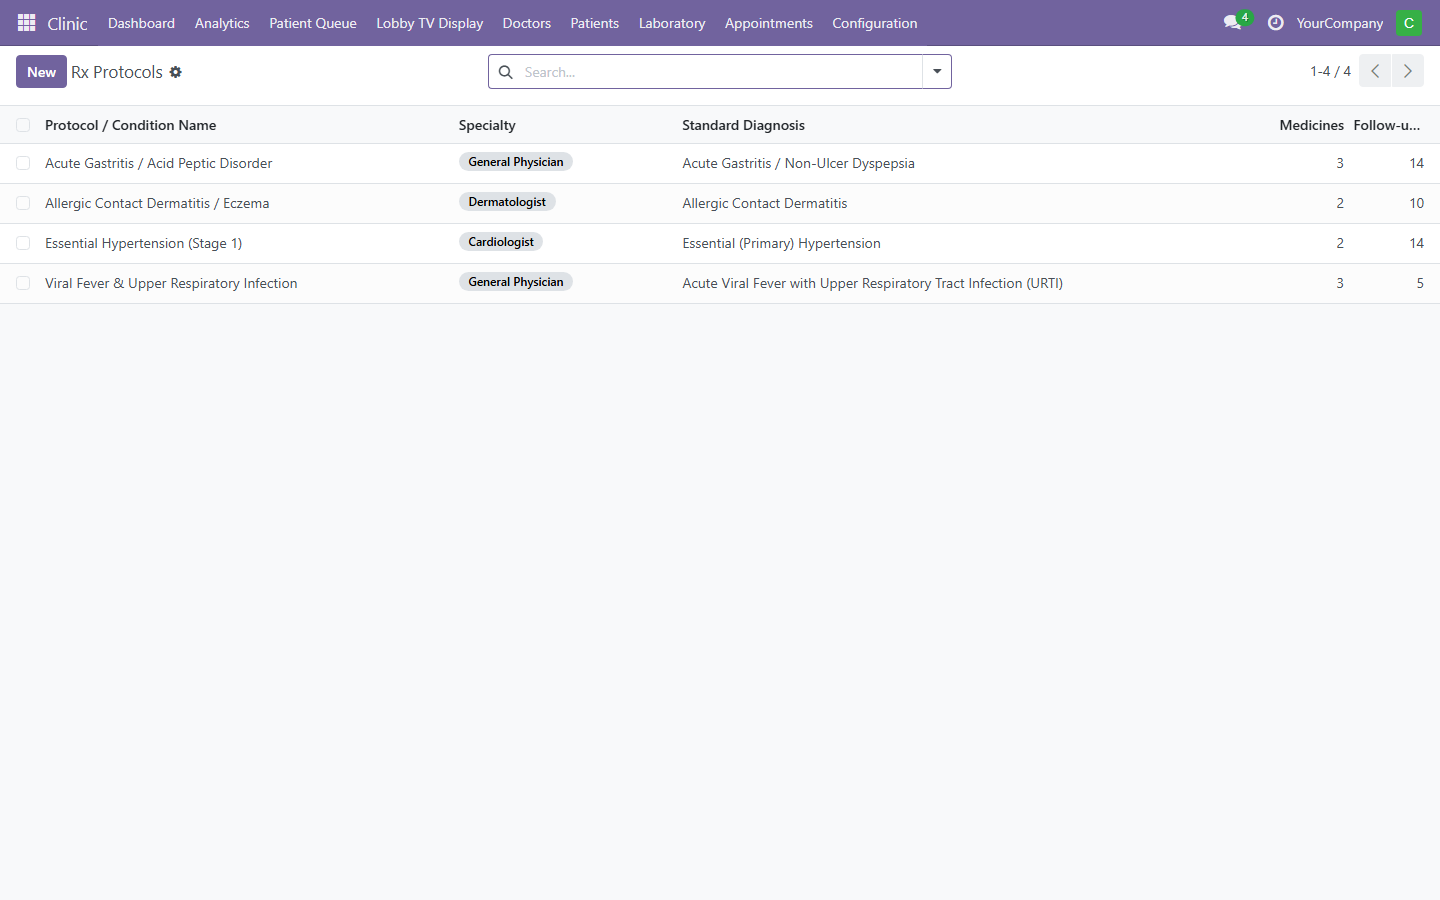 Clinic Dashboard Analytics Patient Queue Lobby TV Display Doctors Patients Laboratory Appointments Configuration 4 YourCompany C
New Rx Protocols Search... 1-4 / 4
Protocol / Condition Name Specialty Standard Diagnosis Medicines Follow-u...
Acute Gastritis / Acid Peptic Disorder General Physician Acute Gastritis / Non-Ulcer Dyspepsia 3 14
Allergic Contact Dermatitis / Eczema Dermatologist Allergic Contact Dermatitis 2 10
Essential Hypertension (Stage 1) Cardiologist Essential (Primary) Hypertension 2 14
Viral Fever & Upper Respiratory Infection General Physician Acute Viral Fever with Upper Respiratory Tract Infection (URTI) 3 5